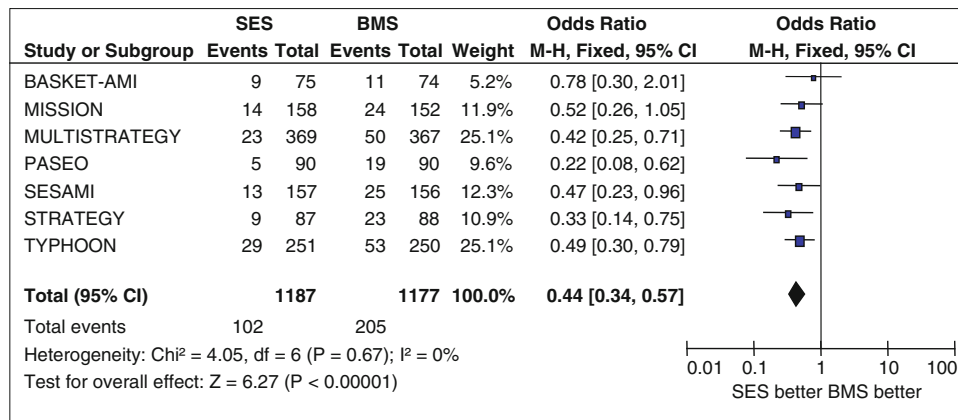 SES BMS Odds Ratio Odds Ratio
Study or Subgroup Events Total Events Total Weight M-H, Fixed, 95% CI M-H, Fixed, 95% CI
BASKET-AMI 9 75 11 74 5.2% 0.78 [0.30, 2.01]
MISSION 14 158 24 152 11.9% 0.52 [0.26, 1.05]
MULTISTRATEGY 23 369 50 367 25.1% 0.42 [0.25, 0.71]
PASEO 5 90 19 90 9.6% 0.22 [0.08, 0.62]
SESAMI 13 157 25 156 12.3% 0.47 [0.23, 0.96]
STRATEGY 9 87 23 88 10.9% 0.33 [0.14, 0.75]
TYPHOON 29 251 53 250 25.1% 0.49 [0.30, 0.79]
Total (95% CI) 1187 1177 100.0% 0.44 [0.34, 0.57]
Total events 102 205
Heterogeneity: Chi² = 4.05, df = 6 (P = 0.67); I² = 0%
Test for overall effect: Z = 6.27 (P < 0.00001)
0.01 0.1 1 10 100
SES better BMS better